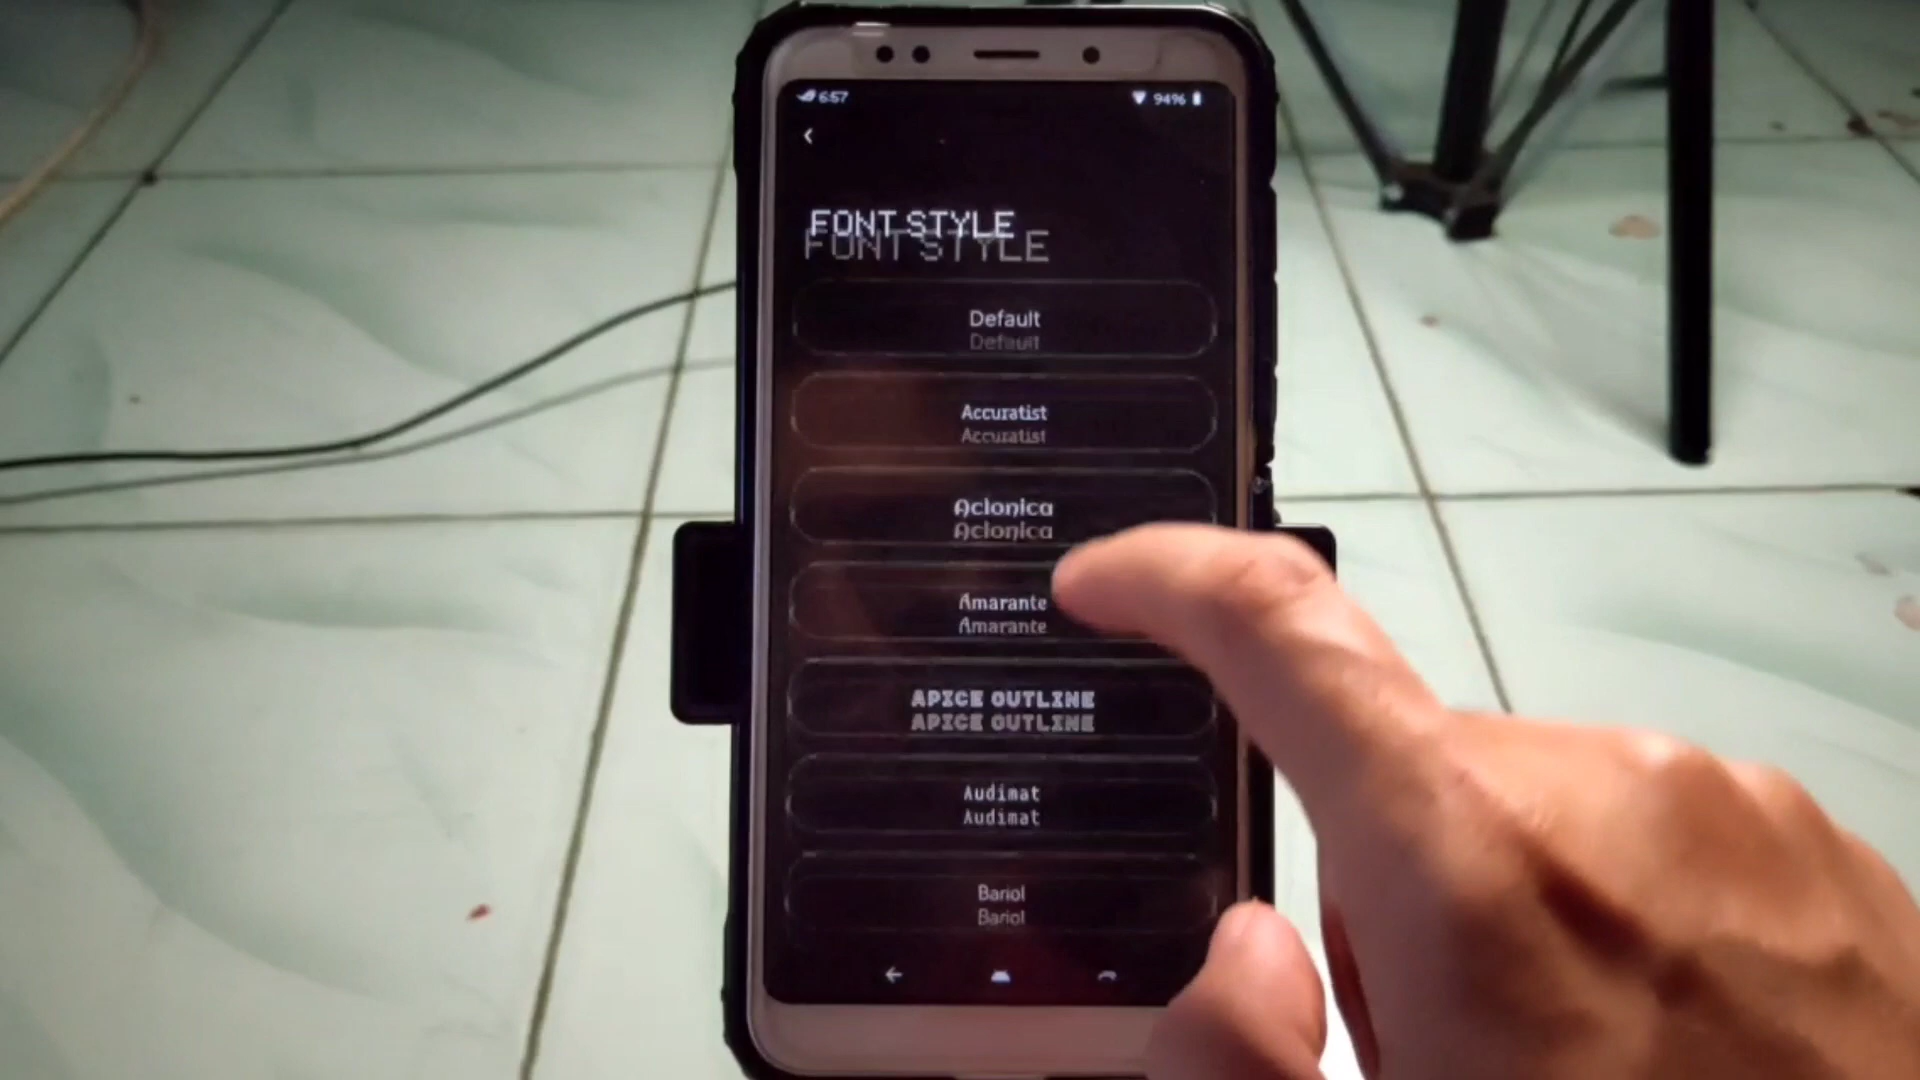 6:57
94%
FONT STYLE
FONT STYLE
Default
Default
Accuratist
Accuratist
Aclonica
Aclonica
Amarante
Amarante
APICE OUTLINE
APICE OUTLINE
Audimat
Audimat
Bariol
Bariol